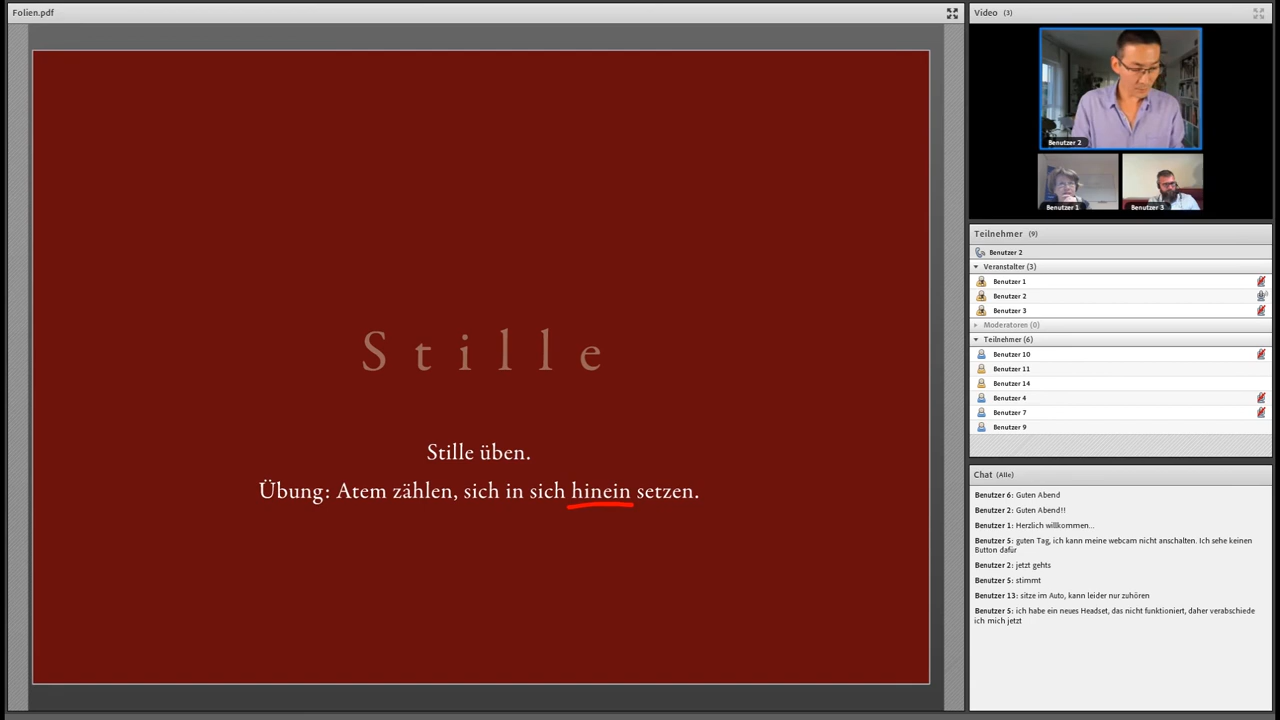 Folien.pdf
S t i l l e
Stille üben.
Übung: Atem zählen, sich in sich hinein setzen.
Video (3)
Benutzer 2
Benutzer 1
Benutzer 3
Teilnehmer (9)
Benutzer 2
Veranstalter (3)
Benutzer 1
Benutzer 2
Benutzer 3
Moderatoren (0)
Teilnehmer (6)
Benutzer 10
Benutzer 11
Benutzer 14
Benutzer 4
Benutzer 7
Benutzer 9
Chat (Alle)
Benutzer 6: Guten Abend
Benutzer 2: Guten Abend!!
Benutzer 1: Herzlich willkommen...
Benutzer 5: guten Tag, ich kann meine webcam nicht anschalten. Ich sehe keinen
Button dafür
Benutzer 2: jetzt gehts
Benutzer 5: stimmt
Benutzer 13: sitze im Auto, kann leider nur zuhören
Benutzer 5: ich habe ein neues Headset, das nicht funktioniert, daher verabschiede
ich mich jetzt